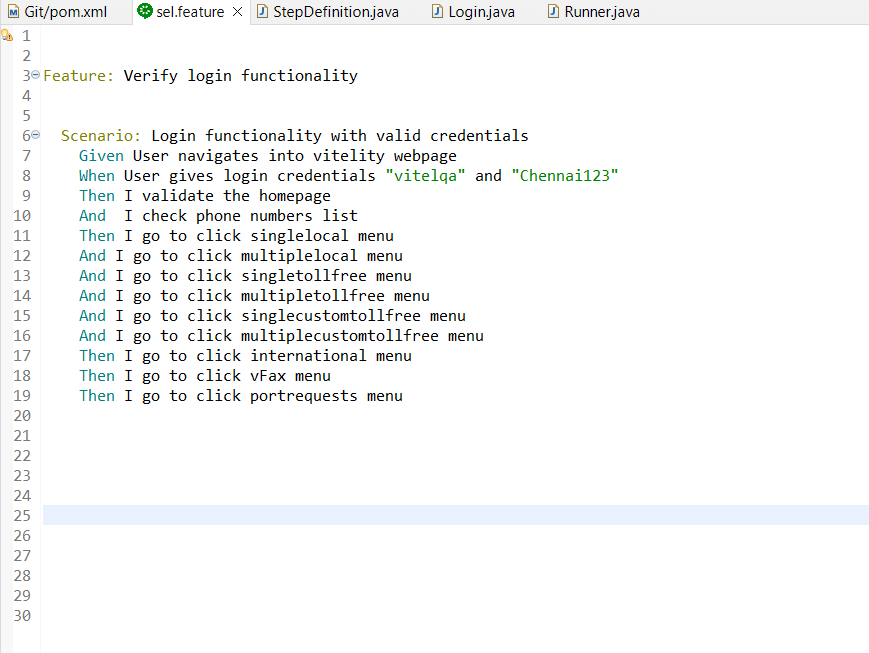 Git/pom.xml sel.feature StepDefinition.java Login.java Runner.java
1
2
3 Feature: Verify login functionality
4
5
6 Scenario: Login functionality with valid credentials
7 Given User navigates into vitelity webpage
8 When User gives login credentials "vitelqa" and "Chennai123"
9 Then I validate the homepage
10 And  I check phone numbers list
11 Then I go to click singlelocal menu
12 And I go to click multiplelocal menu
13 And I go to click singletollfree menu
14 And I go to click multipletollfree menu
15 And I go to click singlecustomtollfree menu
16 And I go to click multiplecustomtollfree menu
17 Then I go to click international menu
18 Then I go to click vFax menu
19 Then I go to click portrequests menu
20
21
22
23
24
25
26
27
28
29
30